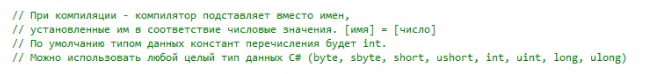 // При компиляции - компилятор подставляет вместо имен,
// установленные им в соответствие числовые значения. [имя] = [число]
// По умолчанию типом данных констант перечисления будет int.
// Можно использовать любой целый тип данных C# (byte, sbyte, short, ushort, int, uint, long, ulong)